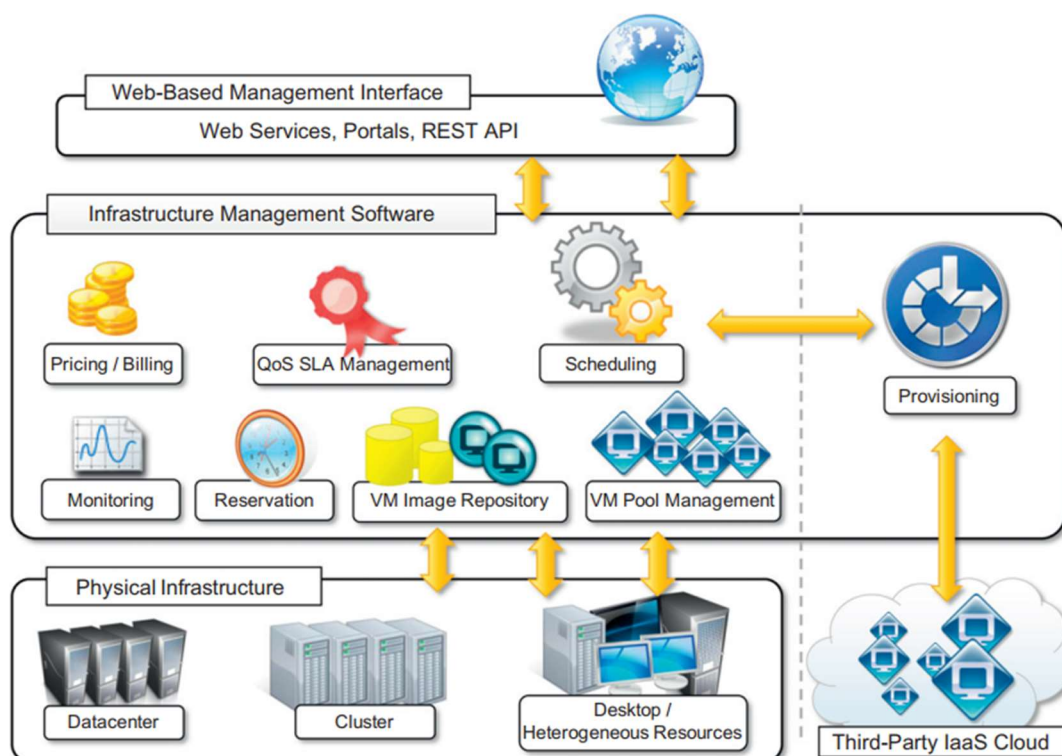 Web-Based Management Interface
Web Services, Portals, REST API
Infrastructure Management Software
Pricing / Billing
QoS SLA Management
Scheduling
Provisioning
Monitoring
Reservation
VM Image Repository
VM Pool Management
Physical Infrastructure
Datacenter
Cluster
Desktop /
Heterogeneous Resources
Third-Party IaaS Cloud